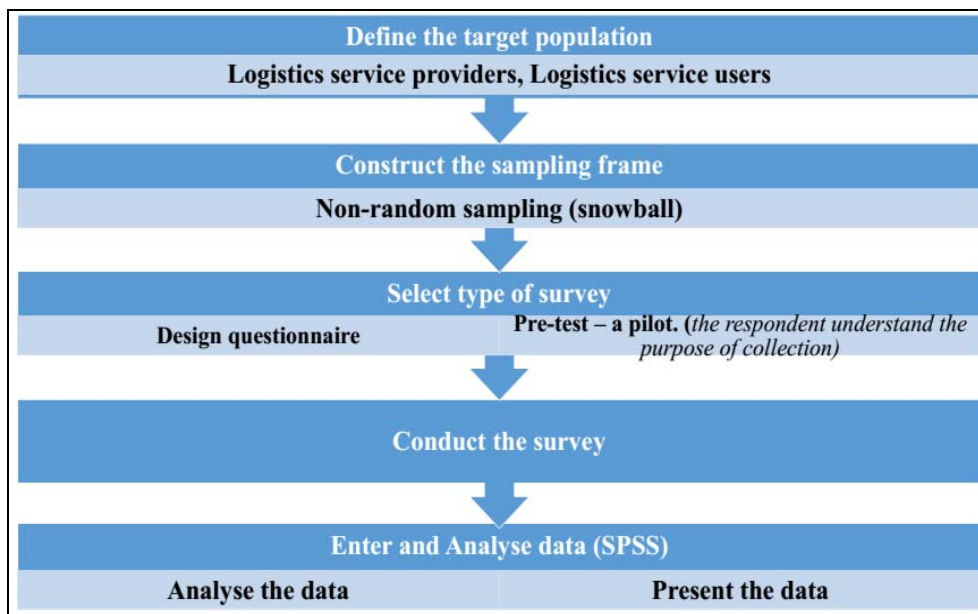 Define the target population
Logistics service providers, Logistics service users
Construct the sampling frame
Non-random sampling (snowball)
Select type of survey
Design questionnaire
Pre-test – a pilot. (the respondent understand the
purpose of collection)
Conduct the survey
Enter and Analyse data (SPSS)
Analyse the data
Present the data